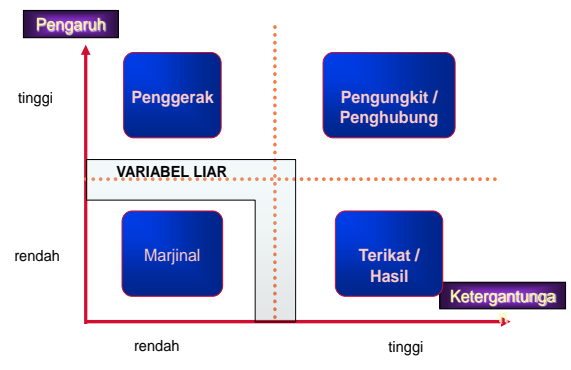 Pengaruh
tinggi
Penggerak
Pengungkit /
Penghubung
VARIABEL LIAR
rendah
Marjinal
Terikat /
Hasil
Ketergantunga
rendah
tinggi